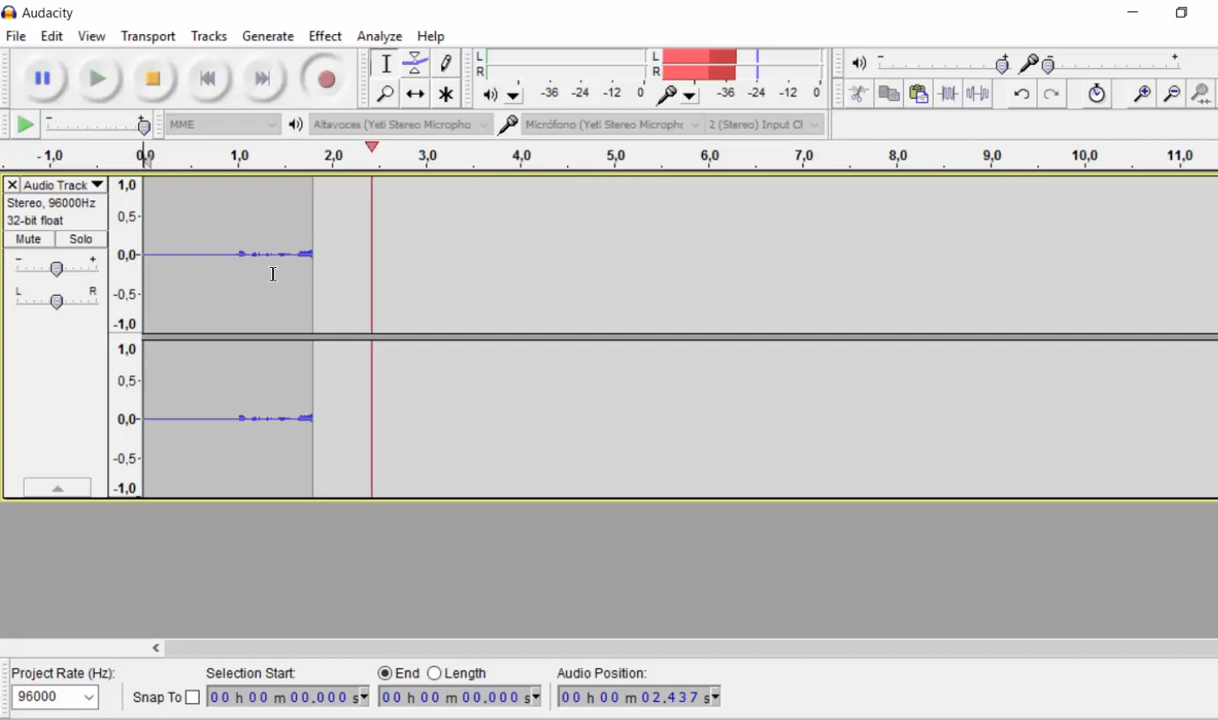 Audacity
File Edit View Transport Tracks Generate Effect Analyze Help
L
R
-36 -24 -12 0
L
R
-36 -24 -12 0
MME
Altavoces (Yeti Stereo Micropho
Micrófono (Yeti Stereo Micropho
2 (Stereo) Input Cl
- 1,0 0,0 1,0 2,0 3,0 4,0 5,0 6,0 7,0 8,0 9,0 10,0 11,0
Audio Track
Stereo, 96000Hz
32-bit float
Mute Solo
- +
L R
1,0
0,5
0,0
-0,5
-1,0
1,0
0,5
0,0
-0,5
-1,0
Project Rate (Hz): Selection Start: End Length Audio Position:
96000 Snap To 00 h 00 m 00.000 s 00 h 00 m 00.000 s 00 h 00 m 02.437 s